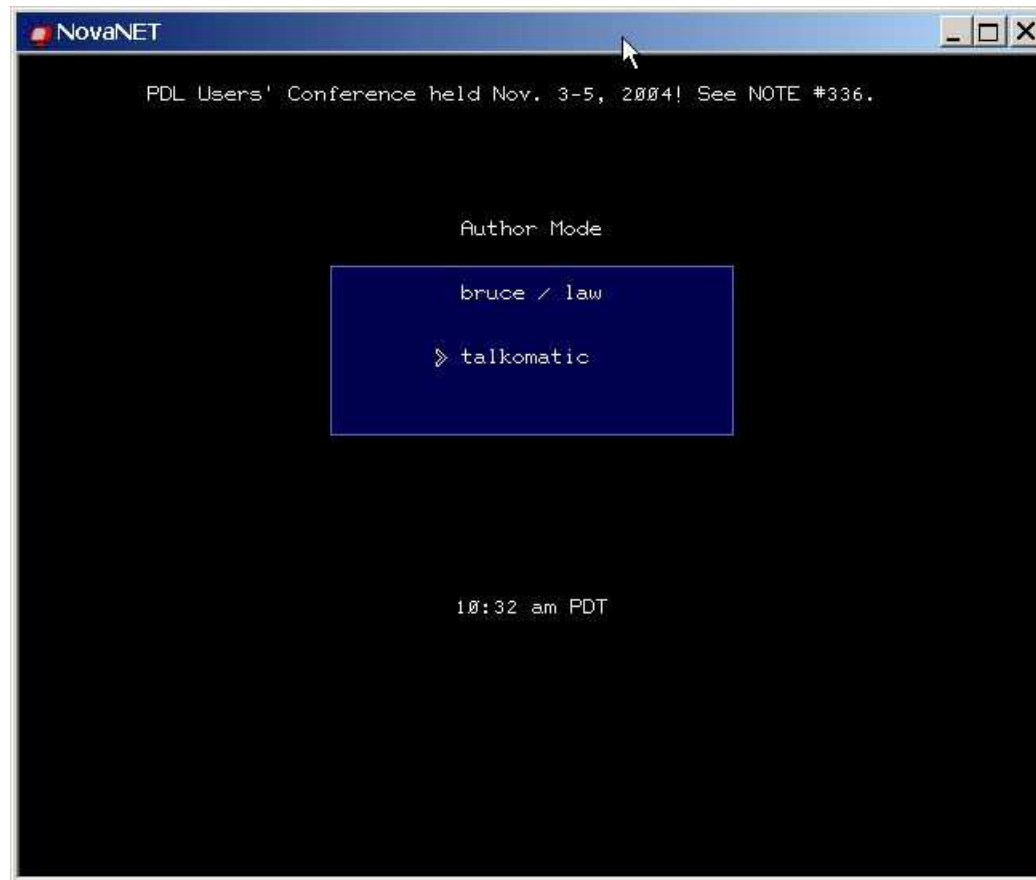 NovaNET
PDL Users' Conference held Nov. 3-5, 2004! See NOTE #336.
Author Mode
bruce / law
talkomatic
10:32 am PDT